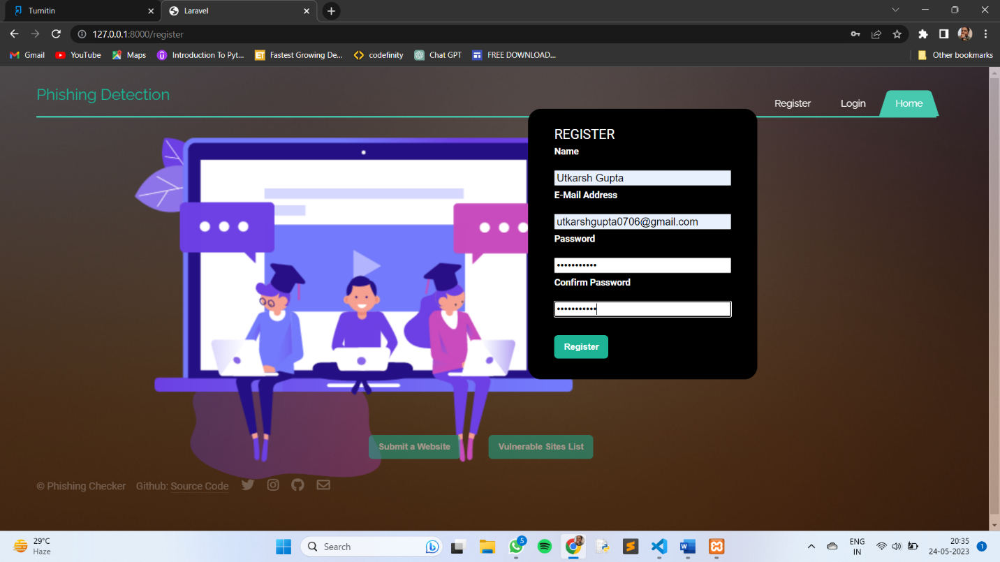 Turnitin
Laravel
127.0.0.1:8000/register
Gmail
YouTube
Maps
Introduction To Pyt...
Fastest Growing De...
codefinity
Chat GPT
FREE DOWNLOAD...
Other bookmarks
Phishing Detection
Register
Login
Home
REGISTER
Name
Utkarsh Gupta
E-Mail Address
utkarshgupta0706@gmail.com
Password
•••••••••••
Confirm Password
•••••••••••
Register
Submit a Website
Vulnerable Sites List
© Phishing Checker
Github: Source Code
29°C
Haze
Search
5
ENG
IN
20:35
24-05-2023
1